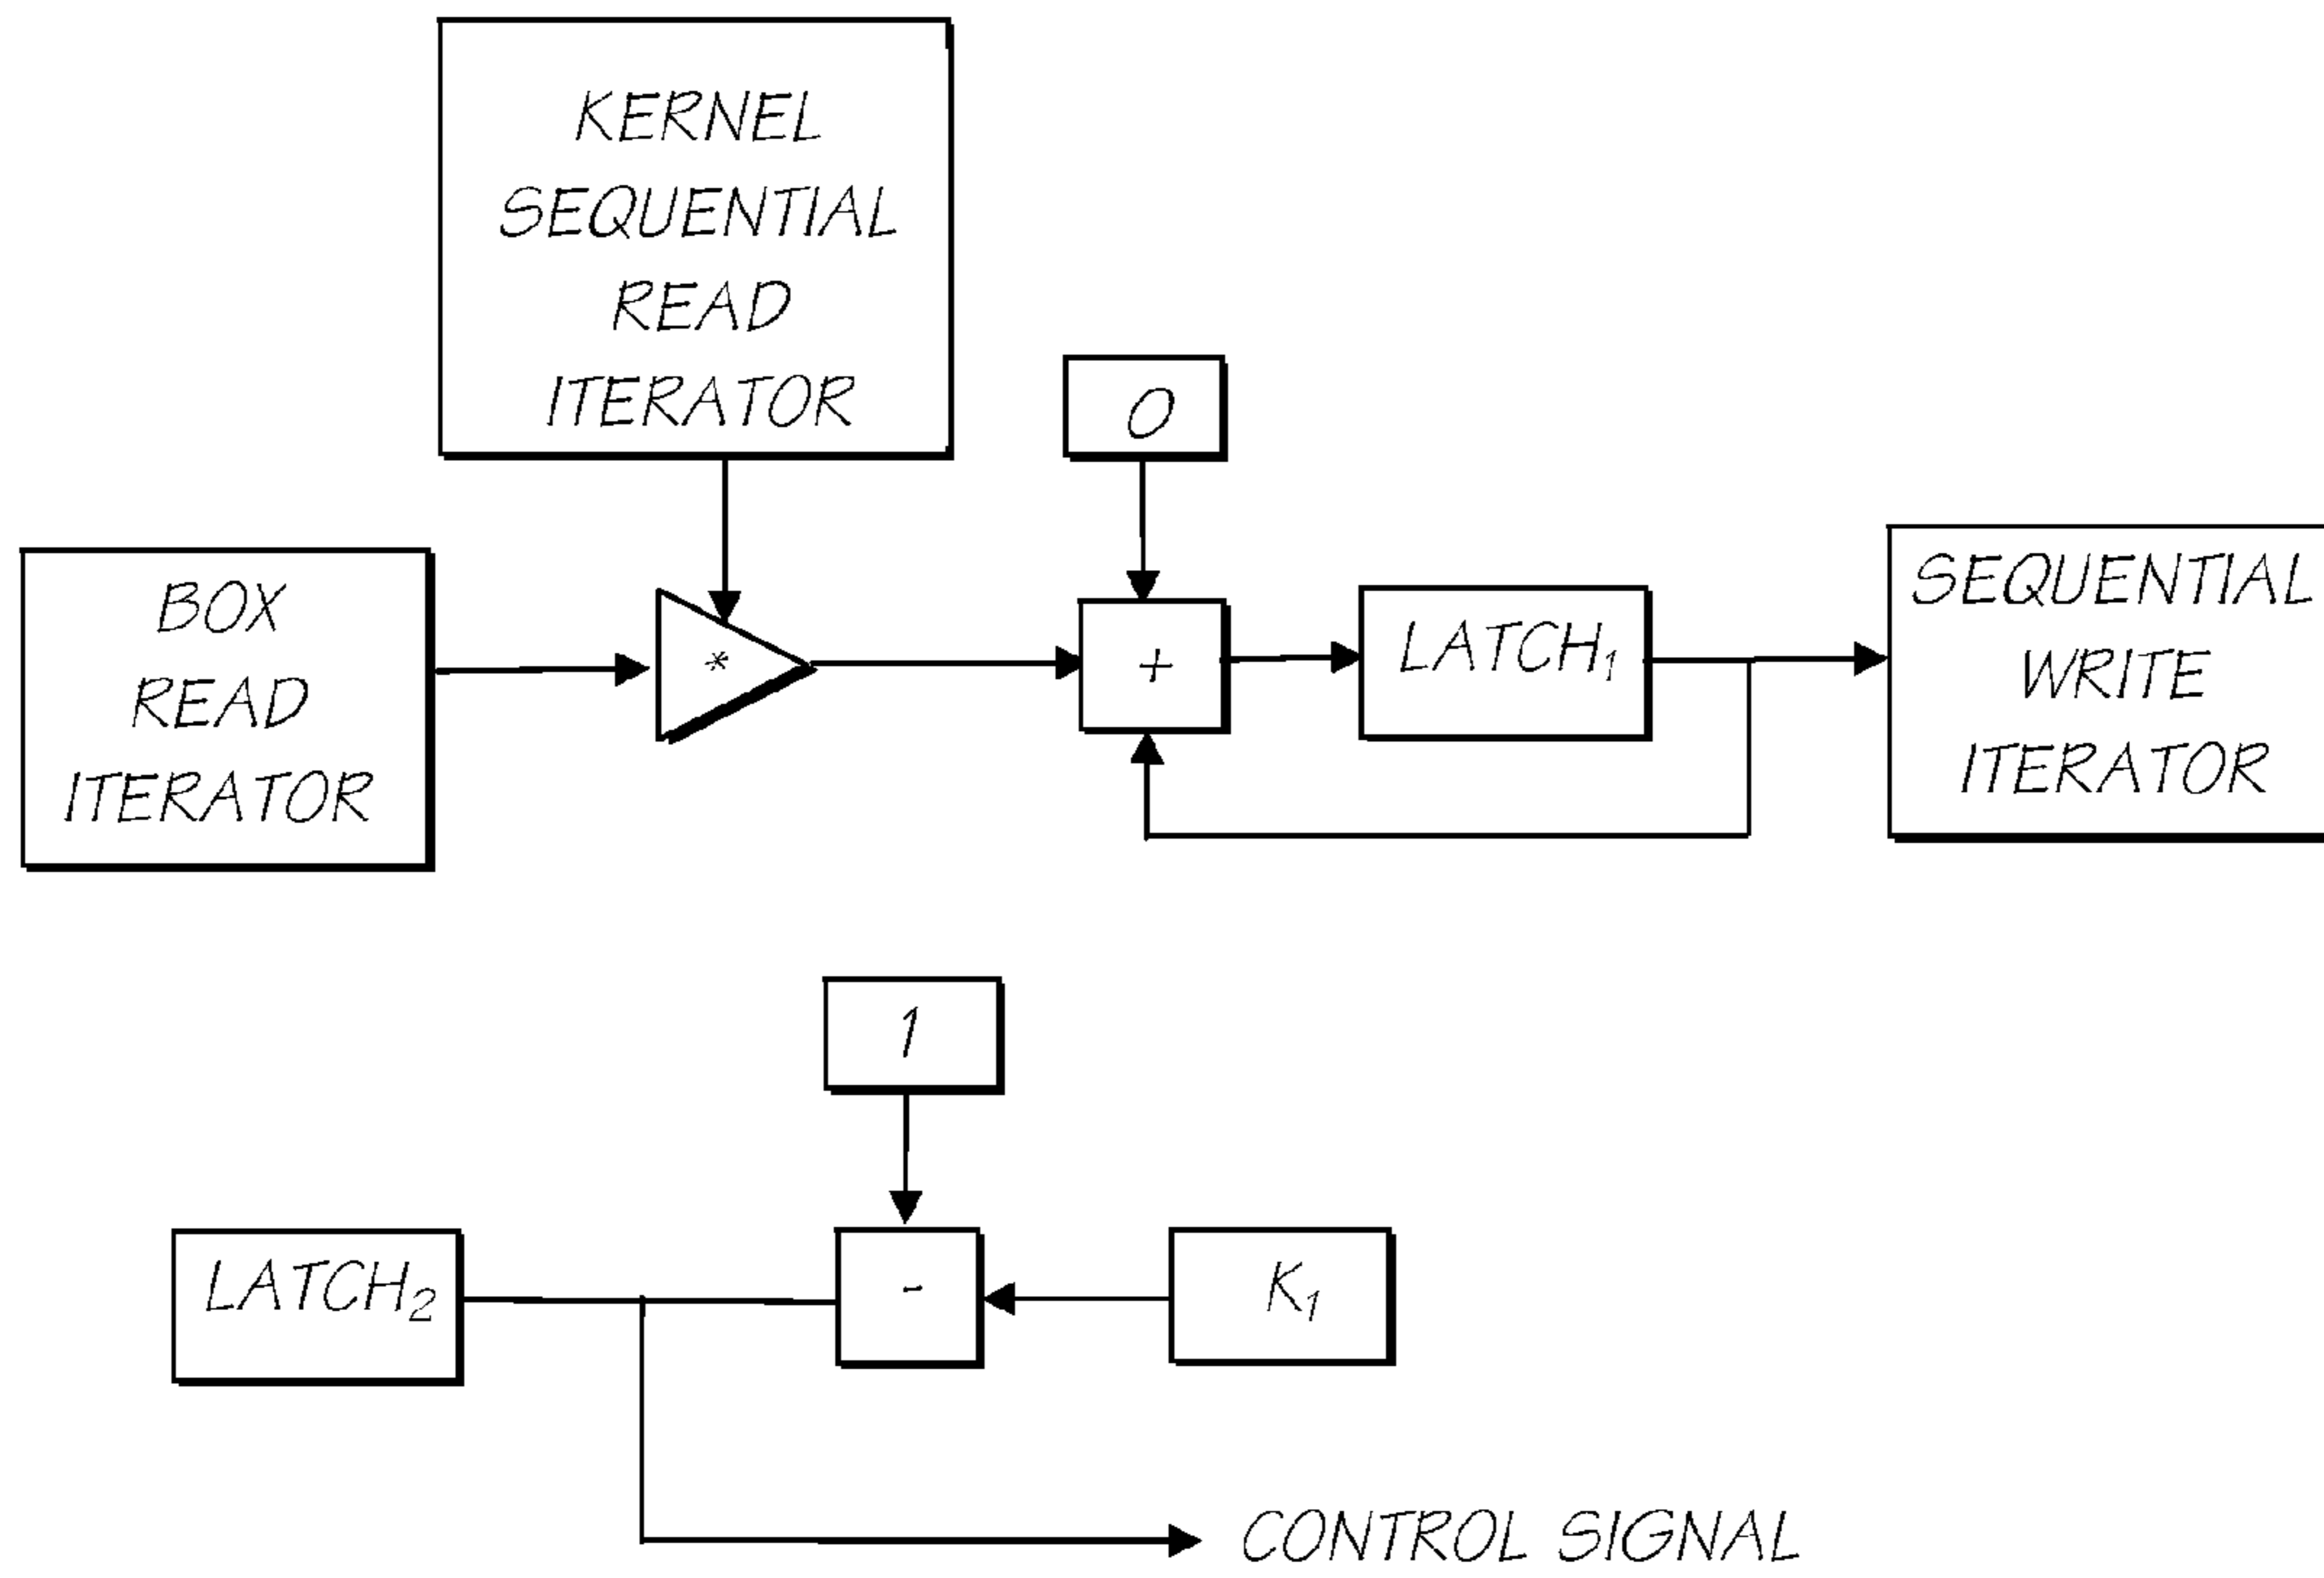 KERNEL
SEQUENTIAL
READ
ITERATOR
0
BOX
READ
ITERATOR
*
+
LATCH₁
SEQUENTIAL
WRITE
ITERATOR
1
LATCH₂
-
K₁
CONTROL SIGNAL